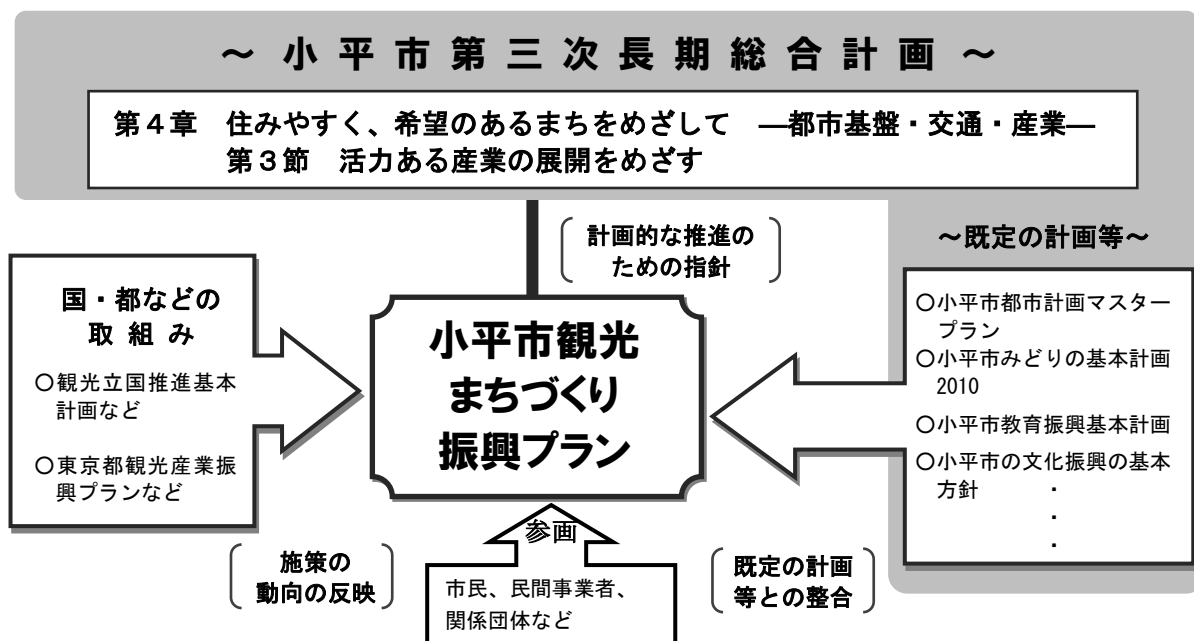 ～ 小 平 市 第 三 次 長 期 総 合 計 画 ～
第４章　住みやすく、希望のあるまちをめざして　―都市基盤・交通・産業―
第３節　活力ある産業の展開をめざす
計画的な推進の
ための指針
～既定の計画等～
国・都などの
取 組 み
○観光立国推進基本
計画など
○東京都観光産業振
興プランなど
小平市観光
まちづくり
振興プラン
○小平市都市計画マスター
プラン
○小平市みどりの基本計画
2010
○小平市教育振興基本計画
○小平市の文化振興の基本
方針
・
・
・
・
施策の
動向の反映
参画
市民、民間事業者、
関係団体など
既定の計画
等との整合